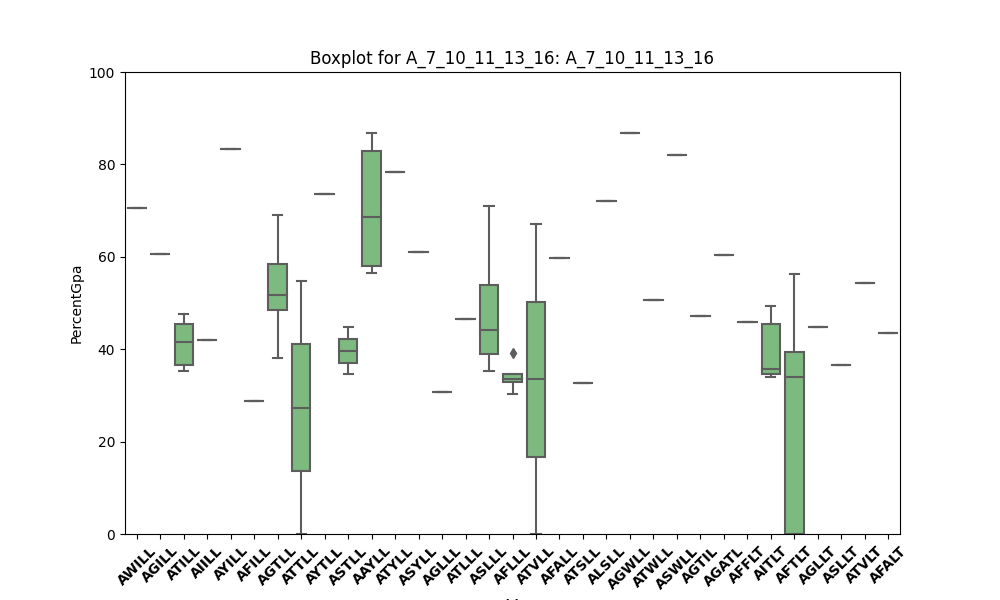 Boxplot for A_7_10_11_13_16: A_7_10_11_13_16
PercentGpa
100
80
60
40
20
0
AWILL
AGILL
ATILL
AIILL
AYILL
AFILL
AGTLL
ATTLL
AYTLL
ASTLL
AAYLL
ATYLL
ASYLL
AGLLL
ATLLL
ASLLL
AFLLL
ATVLL
AFALL
ATSLL
ALSLL
AGWLL
ATWLL
ASWLL
AGTIL
AGATL
AFFLT
AITLT
AFTLT
AGLLT
ASLLT
ATVLT
AFALT